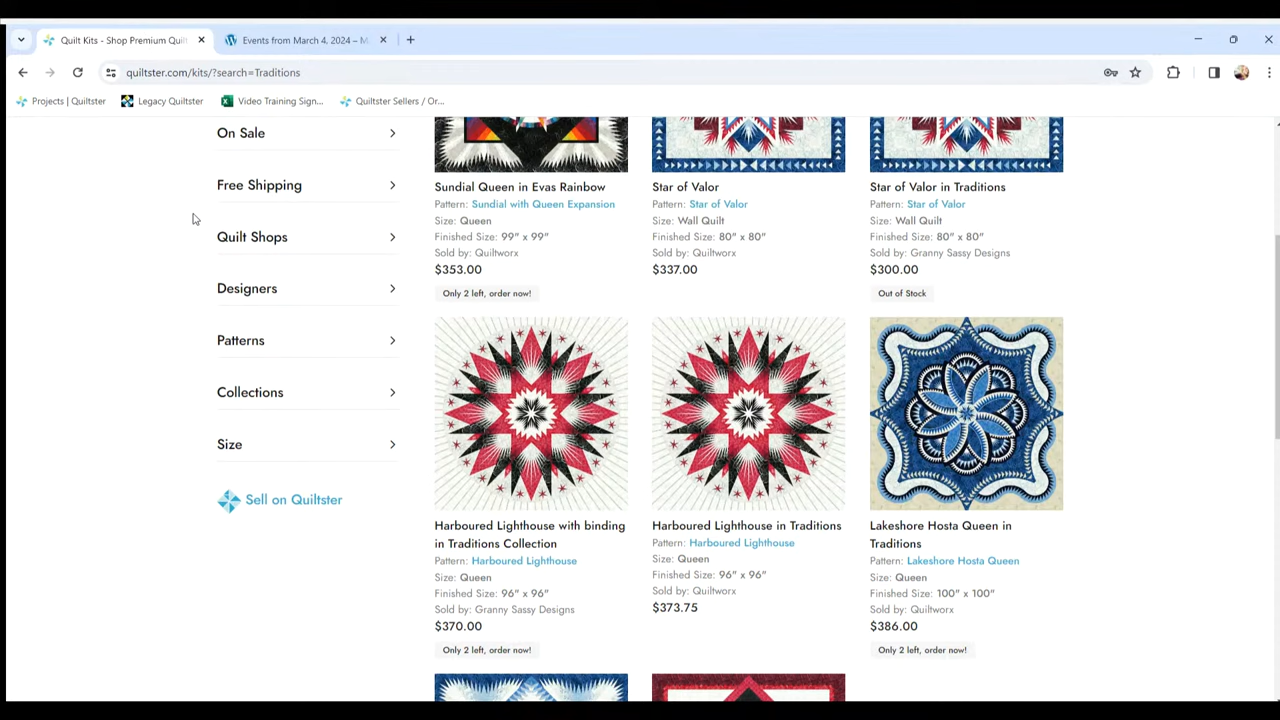 Quilt Kits - Shop Premium Quil
Events from March 4, 2024 – M
quiltster.com/kits/?search=Traditions
Projects | Quiltster
Legacy Quiltster
Video Training Sign...
Quiltster Sellers / Or...
On Sale
Free Shipping
Quilt Shops
Designers
Patterns
Collections
Size
Sell on Quiltster
Sundial Queen in Evas Rainbow
Pattern: Sundial with Queen Expansion
Size: Queen
Finished Size: 99" x 99"
Sold by: Quiltworx
$353.00
Only 2 left, order now!
Star of Valor
Pattern: Star of Valor
Size: Wall Quilt
Finished Size: 80" x 80"
Sold by: Quiltworx
$337.00
Star of Valor in Traditions
Pattern: Star of Valor
Size: Wall Quilt
Finished Size: 80" x 80"
Sold by: Granny Sassy Designs
$300.00
Out of Stock
Harboured Lighthouse with binding
in Traditions Collection
Pattern: Harboured Lighthouse
Size: Queen
Finished Size: 96" x 96"
Sold by: Granny Sassy Designs
$370.00
Only 2 left, order now!
Harboured Lighthouse in Traditions
Pattern: Harboured Lighthouse
Size: Queen
Finished Size: 96" x 96"
Sold by: Quiltworx
$373.75
Lakeshore Hosta Queen in
Traditions
Pattern: Lakeshore Hosta Queen
Size: Queen
Finished Size: 100" x 100"
Sold by: Quiltworx
$386.00
Only 2 left, order now!